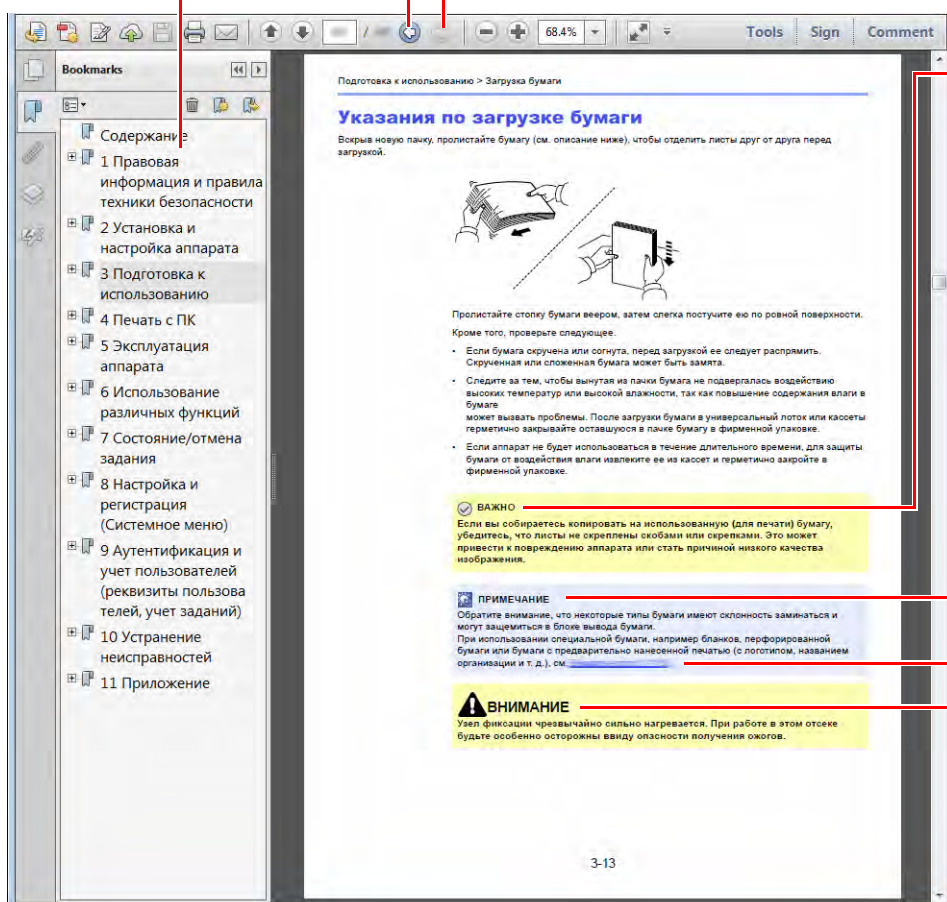 68.4%
Tools
Sign
Comment
Bookmarks
Содержание
1 Правовая
информация и правила
техники безопасности
2 Установка и
настройка аппарата
3 Подготовка к
использованию
4 Печать с ПК
5 Эксплуатация
аппарата
6 Использование
различных функций
7 Состояние/отмена
задания
8 Настройка и
регистрация
(Системное меню)
9 Аутентификация и
учет пользователей
(реквизиты пользова
телей, учет заданий)
10 Устранение
неисправностей
11 Приложение
Подготовка к использованию > Загрузка бумаги
Указания по загрузке бумаги
Вскрыв новую пачку, пролистайте бумагу (см. описание ниже), чтобы отделить листы друг от друга перед
загрузкой.
Пролистайте стопку бумаги веером, затем слегка постучите ею по ровной поверхности.
Кроме того, проверьте следующее.
• Если бумага скручена или согнута, перед загрузкой ее следует распрямить.
Скрученная или сложенная бумага может быть замята.
• Следите за тем, чтобы вынутая из пачки бумага не подвергалась воздействию
высоких температур или высокой влажности, так как повышение содержания влаги в
бумаге
может вызвать проблемы. После загрузки бумаги в универсальный лоток или кассеты
герметично закрывайте оставшуюся в пачке бумагу в фирменной упаковке.
• Если аппарат не будет использоваться в течение длительного времени, для защиты
бумаги от воздействия влаги извлеките ее из кассет и герметично закройте в
фирменной упаковке.
ВАЖНО
Если вы собираетесь копировать на использованную (для печати) бумагу,
убедитесь, что листы не скреплены скобами или скрепками. Это может
привести к повреждению аппарата или стать причиной низкого качества
изображения.
ПРИМЕЧАНИЕ
Обратите внимание, что некоторые типы бумаги имеют склонность заминаться и
могут защемиться в блоке вывода бумаги.
При использовании специальной бумаги, например бланков, перфорированной
бумаги или бумаги с предварительно нанесенной печатью (с логотипом, названием
организации и т. д.), см.
ВНИМАНИЕ
Узел фиксации чрезвычайно сильно нагревается. При работе в этом отсеке
будьте особенно осторожны ввиду опасности получения ожогов.
3-13